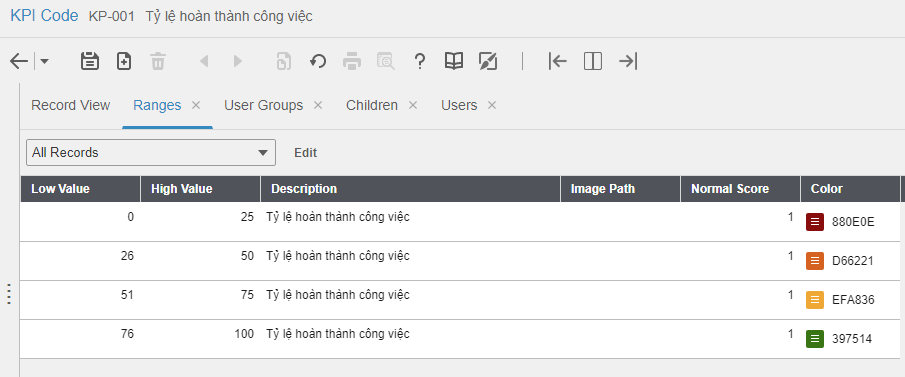 KPI Code KP-001 Tỷ lệ hoàn thành công việc
Record View Ranges User Groups Children Users
All Records Edit
Low Value High Value Description Image Path Normal Score Color
0 25 Tỷ lệ hoàn thành công việc 1 880E0E
26 50 Tỷ lệ hoàn thành công việc 1 D66221
51 75 Tỷ lệ hoàn thành công việc 1 EFA836
76 100 Tỷ lệ hoàn thành công việc 1 397514